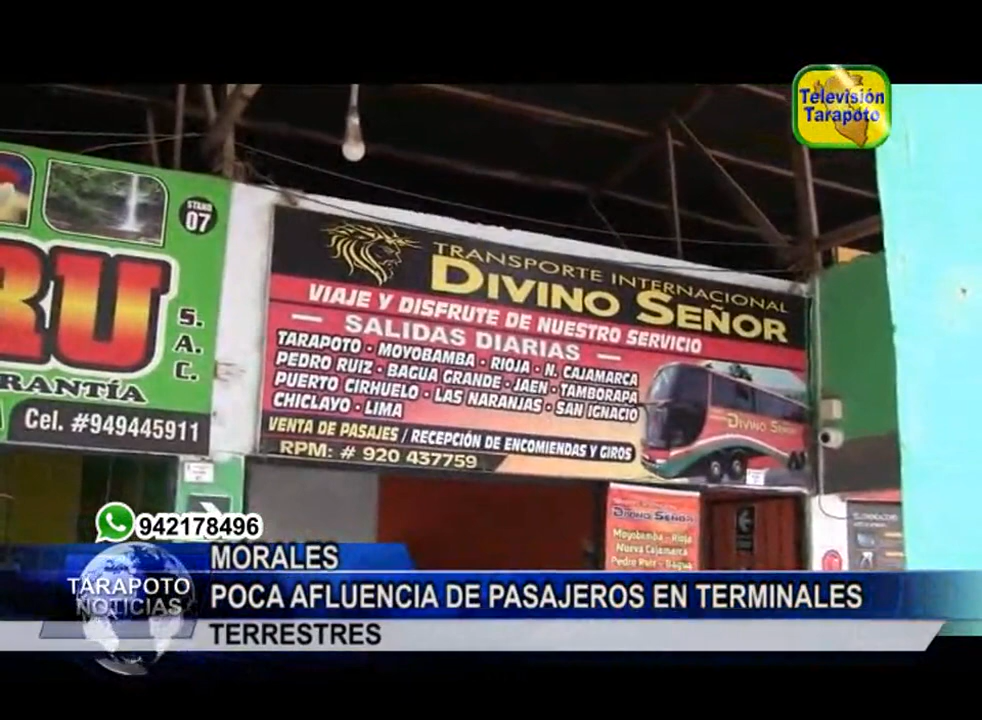 Televisión
Tarapoto
STAND
07
RU
S.
A.
C.
RANTÍA
Cel. #949445911
TRANSPORTE INTERNACIONAL
DIVINO SEÑOR
VIAJE Y DISFRUTE DE NUESTRO SERVICIO
SALIDAS DIARIAS
TARAPOTO - MOYOBAMBA - RIOJA - N. CAJAMARCA
PEDRO RUIZ - BAGUA GRANDE - JAEN - TAMBORAPA
PUERTO CIRHUELO - LAS NARANJAS - SAN IGNACIO
CHICLAYO - LIMA
VENTA DE PASAJES / RECEPCIÓN DE ENCOMIENDAS Y GIROS
RPM: # 920 437759
DIVINO SEÑOR
DIVINO SEÑOR
Moyobamba - Rioja
Nueva Cajamarca
Pedro Ruiz - Bagua
942178496
MORALES
TARAPOTO
NOTICIAS
POCA AFLUENCIA DE PASAJEROS EN TERMINALES
TERRESTRES